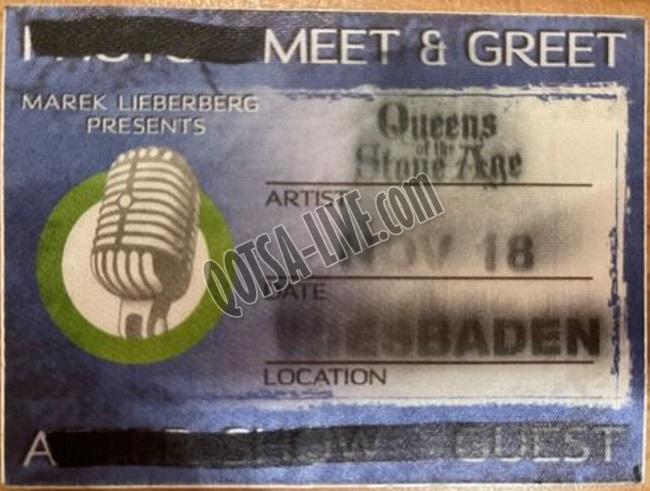 MEET & GREET
MAREK LIEBERBERG
PRESENTS
Queens
of the
Stone Age
ARTIST
NOV 18
DATE
WIESBADEN
LOCATION
SHOW GUEST
QOTSA-LIVE.com